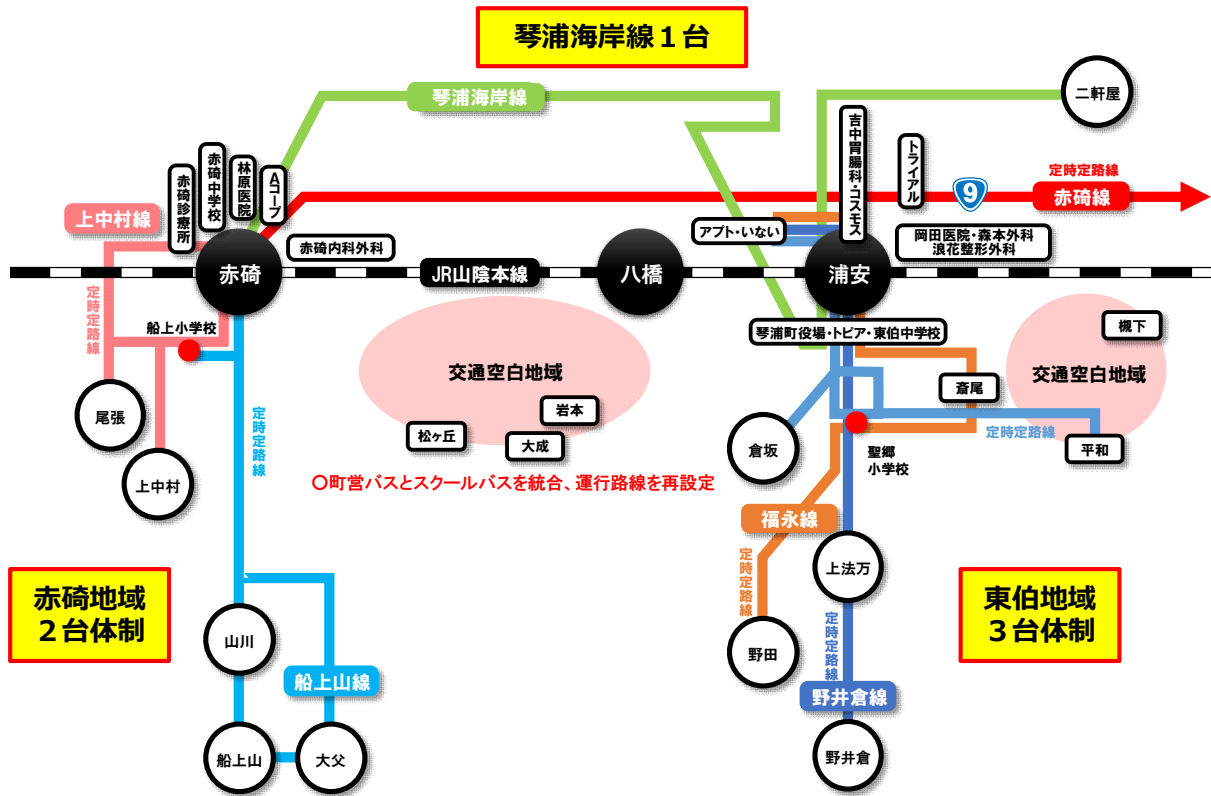 琴浦海岸線１台
琴浦海岸線
二軒屋
赤碕診療所
赤碕中学校
林原医院
Aコープ
吉中胃腸科・コスモス
トライアル
9
定時定路線
赤碕線
上中村線
アプト・いない
岡田医院・森本外科
浪花整形外科
赤碕内科外科
赤碕
JR山陰本線
八橋
浦安
定時定路線
船上小学校
琴浦町役場・トピア・東伯中学校
槻下
交通空白地域
交通空白地域
斎尾
岩本
尾張
松ヶ丘
大成
定時定路線
倉坂
定時定路線
平和
聖郷
小学校
上中村
〇町営バスとスクールバスを統合、運行路線を再設定
福永線
定時定路線
上法万
赤碕地域
２台体制
東伯地域
３台体制
山川
野田
定時定路線
船上山線
野井倉線
船上山
大父
野井倉